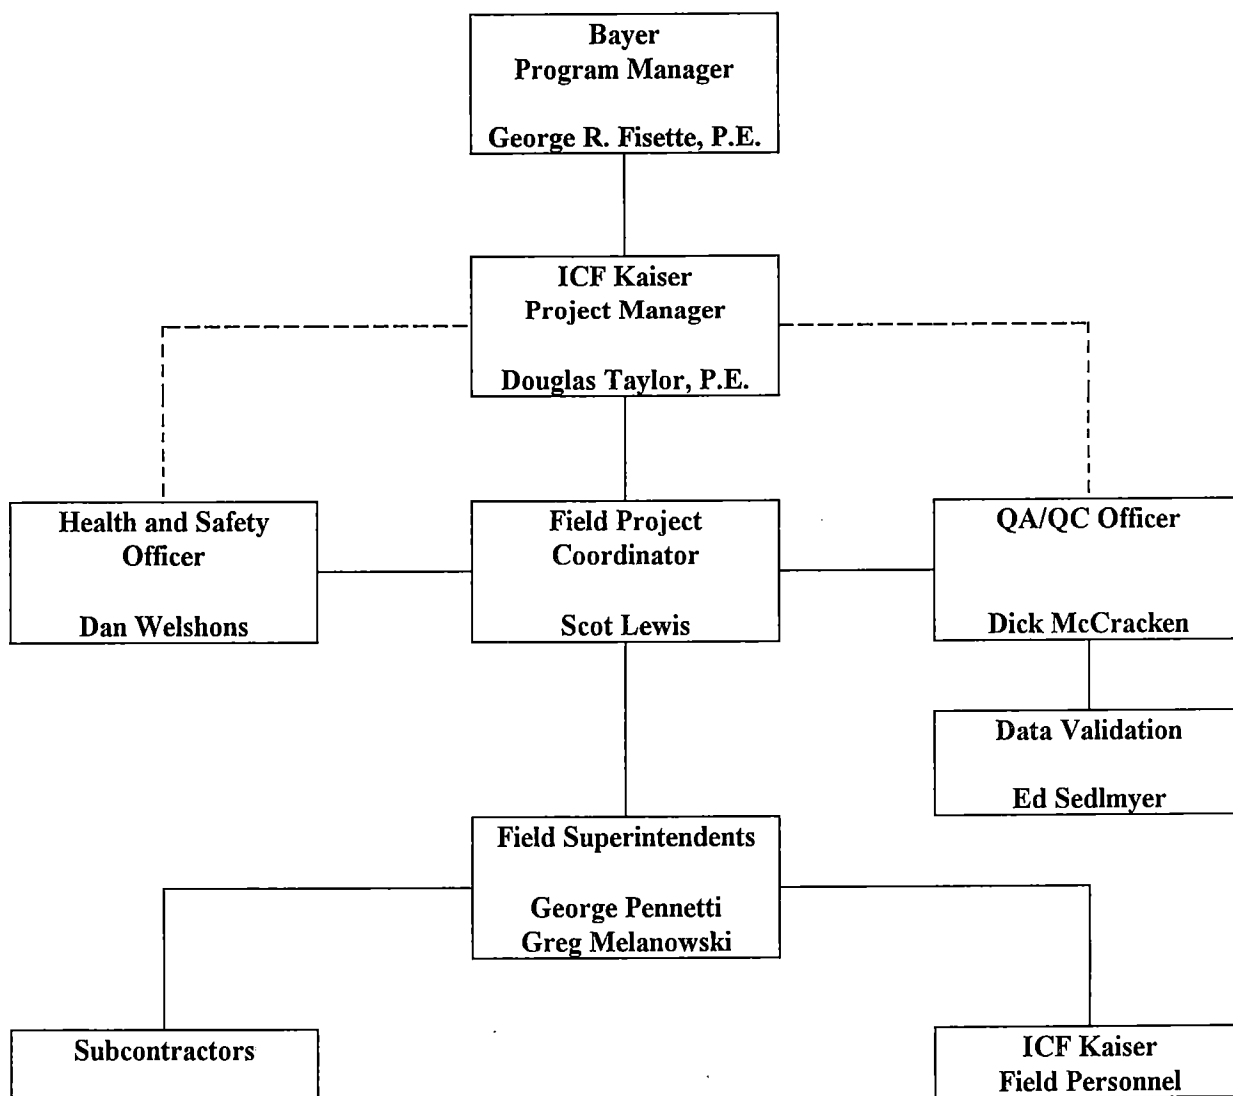 Bayer
Program Manager
George R. Fisette, P.E.
ICF Kaiser
Project Manager
Douglas Taylor, P.E.
Health and Safety
Officer
Dan Welshons
Field Project
Coordinator
Scot Lewis
QA/QC Officer
Dick McCracken
Data Validation
Ed Sedlmyer
Field Superintendents
George Pennetti
Greg Melanowski
Subcontractors
ICF Kaiser
Field Personnel